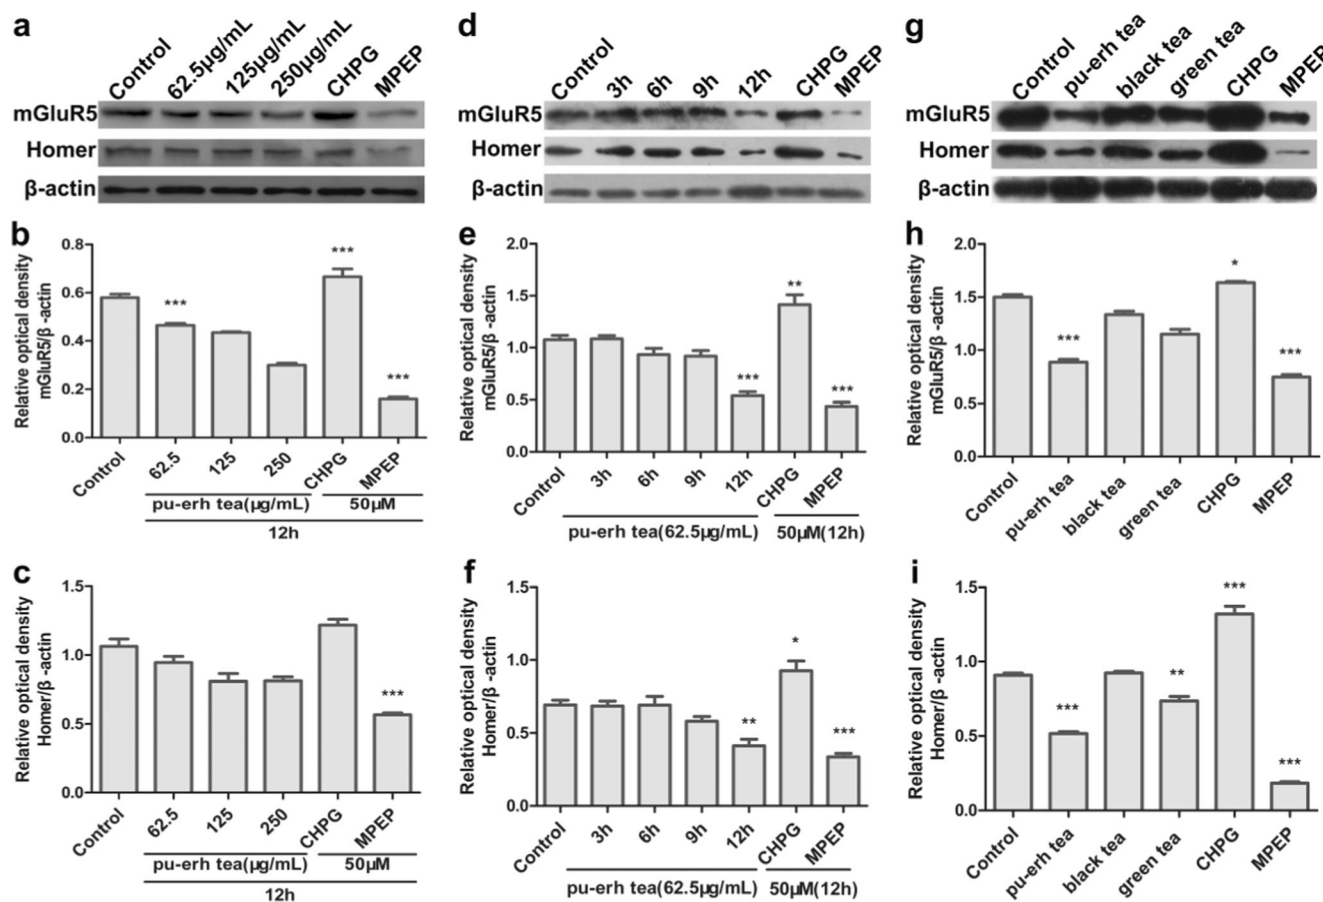 a
Control 62.5μg/mL 125μg/mL 250μg/mL CHPG MPEP
mGluR5
Homer
β-actin
b
Relative optical density
mGluR5/β -actin
0.8
0.6
0.4
0.2
0.0
***
***
***
Control 62.5 125 250 CHPG MPEP
pu-erh tea(μg/mL) 50μM
12h
c
Relative optical density
Homer/β -actin
1.5
1.0
0.5
0.0
***
Control 62.5 125 250 CHPG MPEP
pu-erh tea(μg/mL) 50μM
12h
d
Control 3h 6h 9h 12h CHPG MPEP
mGluR5
Homer
β-actin
e
Relative optical density
mGluR5/β -actin
2.0
1.5
1.0
0.5
0.0
**
***
***
Control 3h 6h 9h 12h CHPG MPEP
pu-erh tea(62.5μg/mL) 50μM(12h)
f
Relative optical density
Homer/β -actin
1.5
1.0
0.5
0.0
*
**
***
Control 3h 6h 9h 12h CHPG MPEP
pu-erh tea(62.5μg/mL) 50μM(12h)
g
Control pu-erh tea black tea green tea CHPG MPEP
mGluR5
Homer
β-actin
h
Relative optical density
mGluR5/β -actin
2.0
1.5
1.0
0.5
0.0
*
***
***
Control pu-erh tea black tea green tea CHPG MPEP
i
Relative optical density
Homer/β -actin
1.5
1.0
0.5
0.0
***
**
***
***
Control pu-erh tea black tea green tea CHPG MPEP